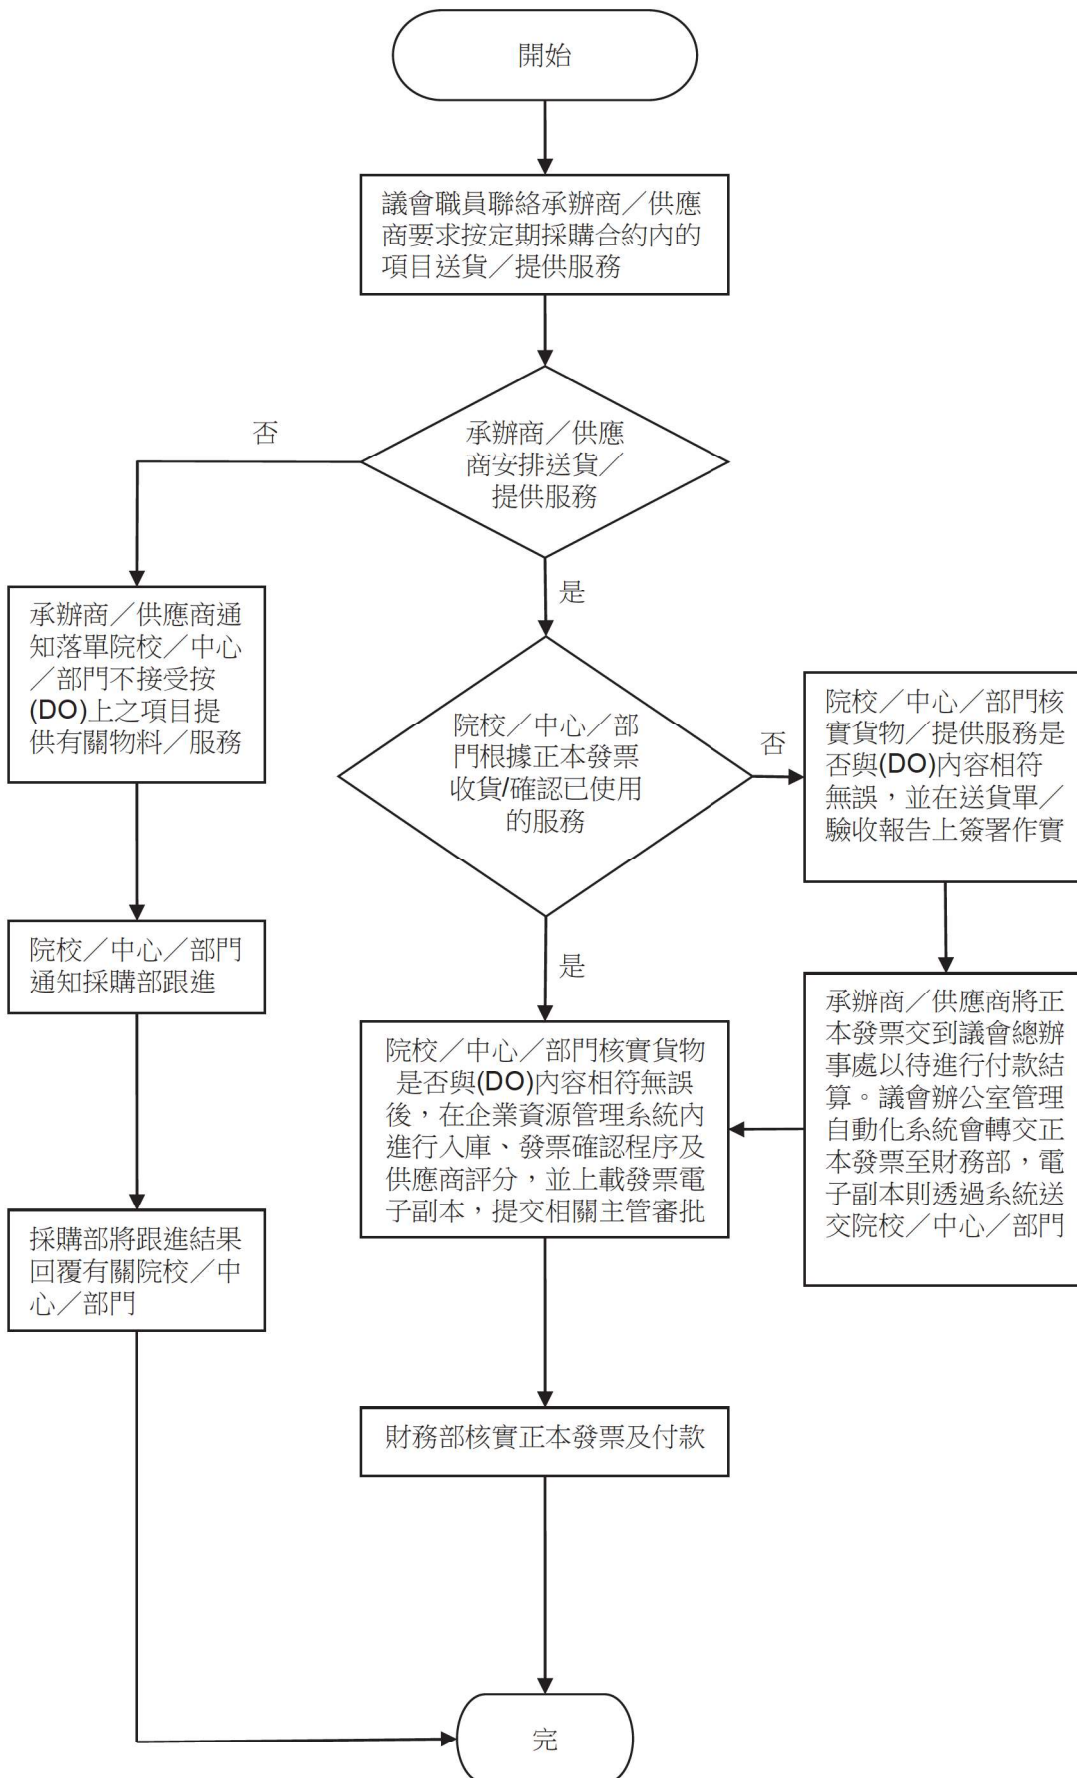 開始
議會職員聯絡承辦商／供應
商要求按定期採購合約內的
項目送貨／提供服務
否
承辦商／供應
商安排送貨／
提供服務
是
承辦商／供應商通
知落單院校／中心
／部門不接受按
(DO)上之項目提
供有關物料／服務
院校／中心／部
門根據正本發票
收貨/確認已使用
的服務
否
院校／中心／部門核
實貨物／提供服務是
否與(DO)內容相符
無誤，並在送貨單／
驗收報告上簽署作實
是
院校／中心／部門
通知採購部跟進
院校／中心／部門核實貨物
是否與(DO)內容相符無誤
後，在企業資源管理系統內
進行入庫、發票確認程序及
供應商評分，並上載發票電
子副本，提交相關主管審批
承辦商／供應商將正
本發票交到議會總辦
事處以待進行付款結
算。議會辦公室管理
自動化系統會轉交正
本發票至財務部，電
子副本則透過系統送
交院校／中心／部門
採購部將跟進結果
回覆有關院校／中
心／部門
財務部核實正本發票及付款
完